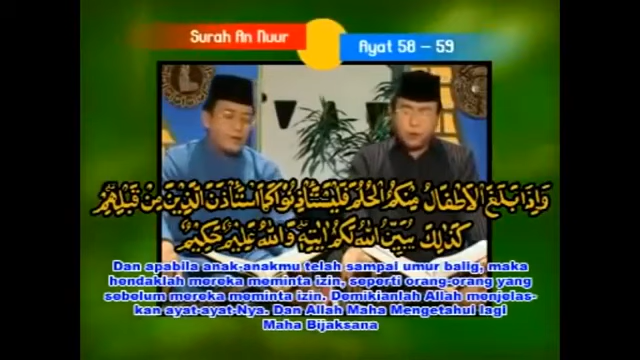 Surah An Nuur
Ayat 58 – 59
وَإِذَا بَلَغَ الْأَطْفَالُ مِنكُمُ الْحُلُمَ فَلْيَسْتَأْذِنُوا كَمَا اسْتَأْذَنَ الَّذِينَ مِن قَبْلِهِمْ
كَذَٰلِكَ يُبَيِّنُ اللَّهُ لَكُمْ آيَاتِهِ وَاللَّهُ عَلِيمٌ حَكِيمٌ
Dan apabila anak-anakmu telah sampai umur balig, maka
hendaklah mereka meminta izin, seperti orang-orang yang
sebelum mereka meminta izin. Demikianlah Allah menjelas-
kan ayat-ayat-Nya. Dan Allah Maha Mengetahui lagi
Maha Bijaksana